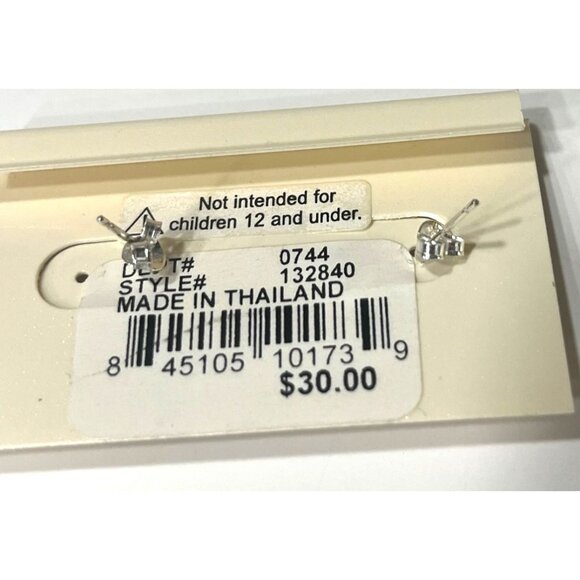 Not intended for
children 12 and under.
DEPT# 0744
STYLE# 132840
MADE IN THAILAND
8 45105 10173 9
$30.00